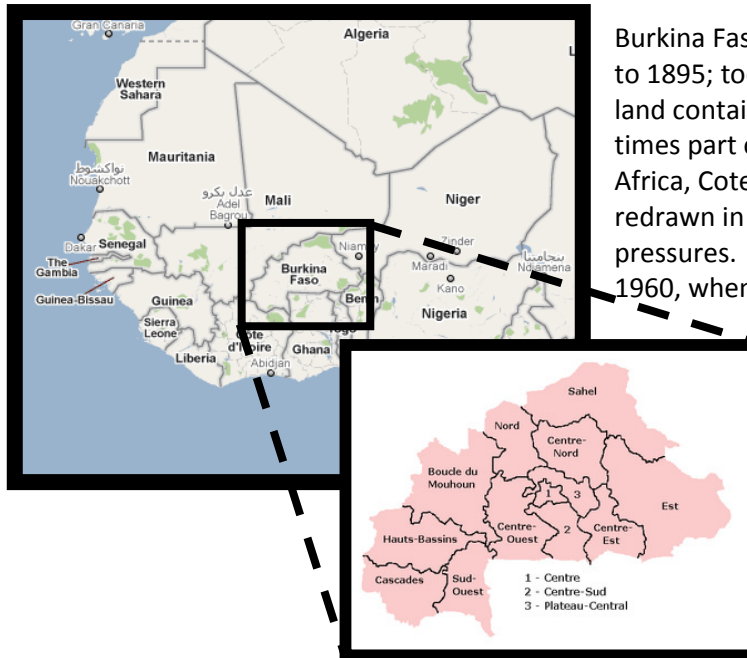 Gran Canaria
Algeria
L
Western
Sahara
Mauritania
نواكشوط
Nouakchott
عدل بكرو
Adel
Bagrou
Mali
Niger
Dakar
Senegal
The
Gambia
Guinea-Bissau
Guinea
Sierra
Leone
Liberia
Burkina
Faso
Niamey
Zinder
Maradi
Kano
Ndjamena
Benin
Nigeria
Togo
Cote
d'Ivoire
Ghana
Abidjan
Burkina Fas
to 1895; to
land contai
times part
Africa, Cote
redrawn in
pressures.
1960, when
Sahel
Nord
Centre-
Nord
Boucle du
Mouhoun
1
3
Est
Centre-
Ouest
2
Centre-
Est
Hauts-Bassins
Cascades
Sud-
Ouest
1 - Centre
2 - Centre-Sud
3 - Plateau-Central